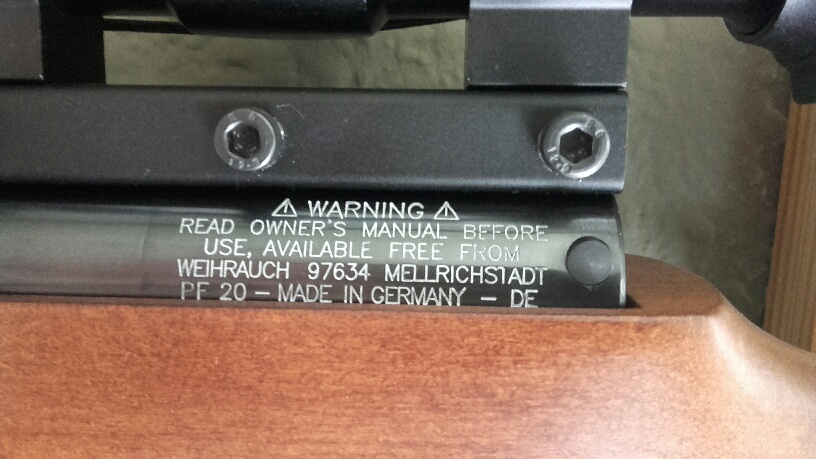 ⚠ WARNING ⚠
READ OWNER'S MANUAL BEFORE
USE, AVAILABLE FREE FROM
WEIHRAUCH 97634 MELLRICHSTADT
PF 20 – MADE IN GERMANY – DE